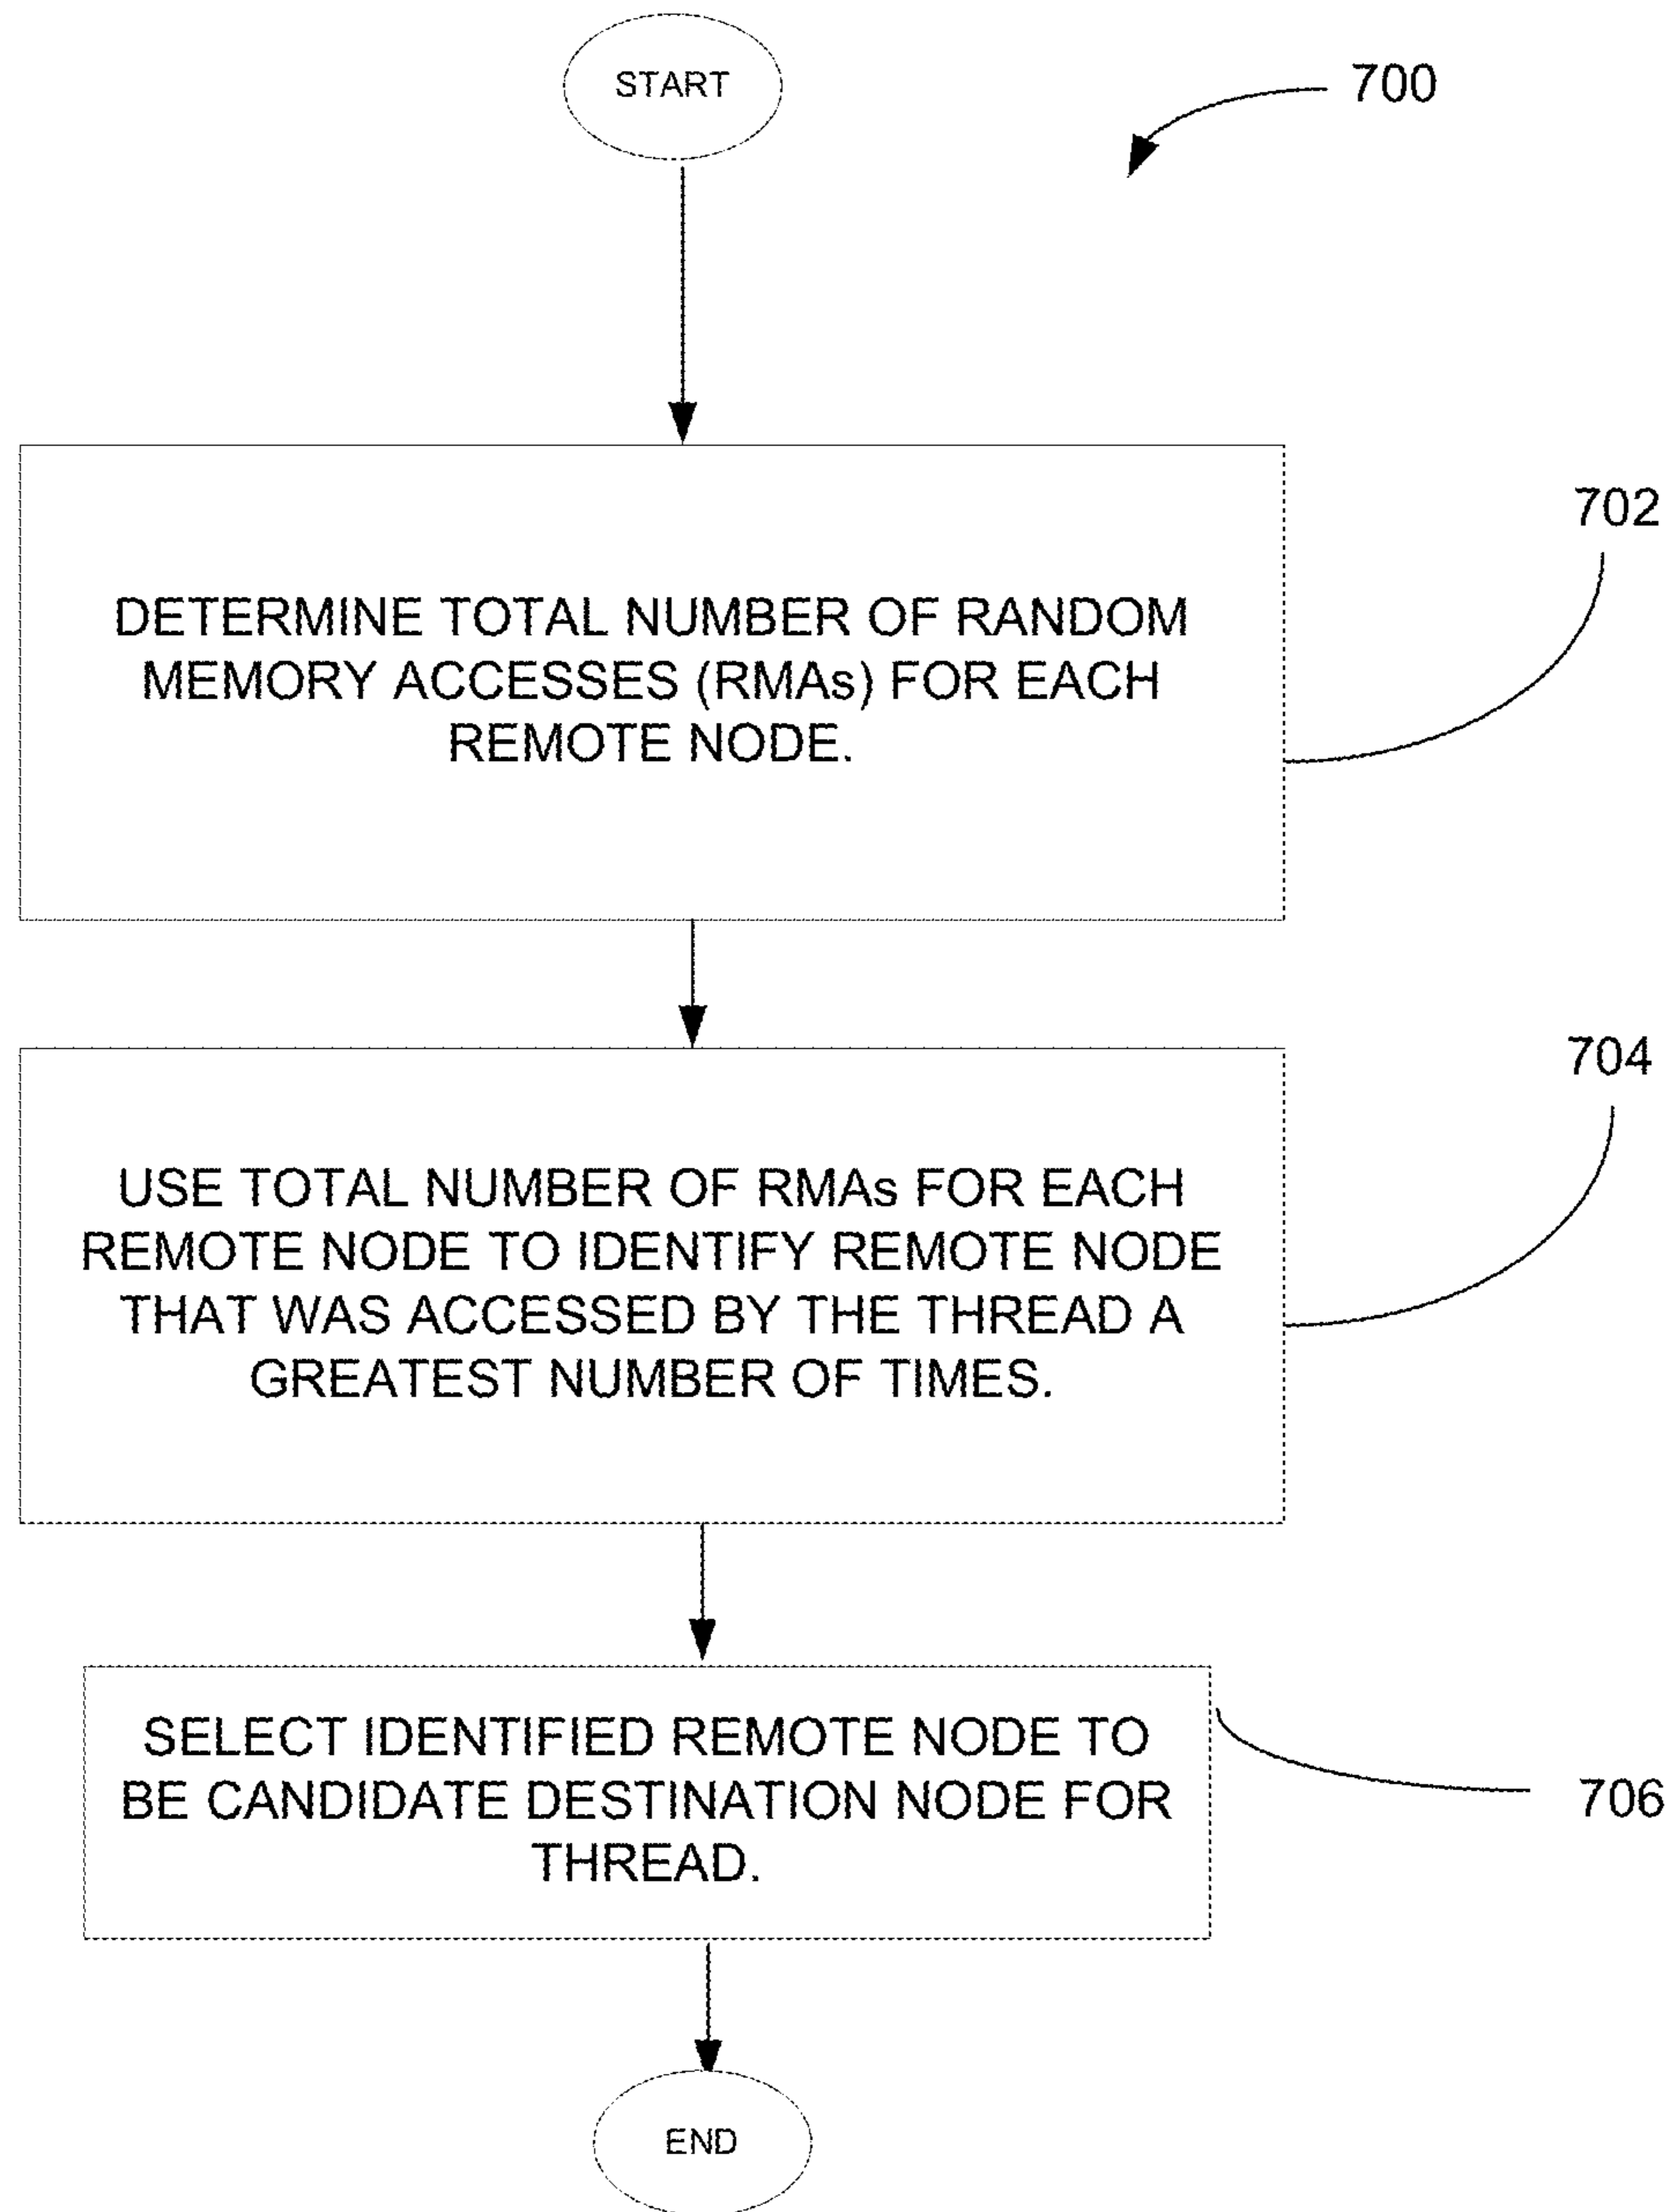 START
700
DETERMINE TOTAL NUMBER OF RANDOM
MEMORY ACCESSES (RMAs) FOR EACH
REMOTE NODE.
702
USE TOTAL NUMBER OF RMAs FOR EACH
REMOTE NODE TO IDENTIFY REMOTE NODE
THAT WAS ACCESSED BY THE THREAD A
GREATEST NUMBER OF TIMES.
704
SELECT IDENTIFIED REMOTE NODE TO
BE CANDIDATE DESTINATION NODE FOR
THREAD.
706
END